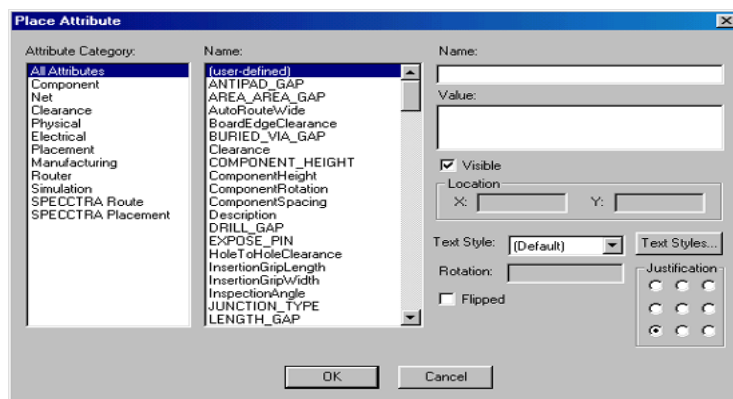 Place Attribute
Attribute Category:
All Attributes
Component
Net
Clearance
Physical
Electrical
Placement
Manufacturing
Router
Simulation
SPECCTRA Route
SPECCTRA Placement
Name:
(user-defined)
ANTIPAD_GAP
AREA_AREA_GAP
AutoRouteWide
BoardEdgeClearance
BURIED_VIA_GAP
Clearance
COMPONENT_HEIGHT
ComponentHeight
ComponentRotation
ComponentSpacing
Description
DRILL_GAP
EXPOSE_PIN
HoleToHoleClearance
InsertionGripLength
InsertionGripWidth
InspectionAngle
JUNCTION_TYPE
LENGTH_GAP
Name:
Value:
Visible
Location
X: Y:
Text Style: (Default) Text Styles...
Rotation:
Flipped
Justification
OK Cancel